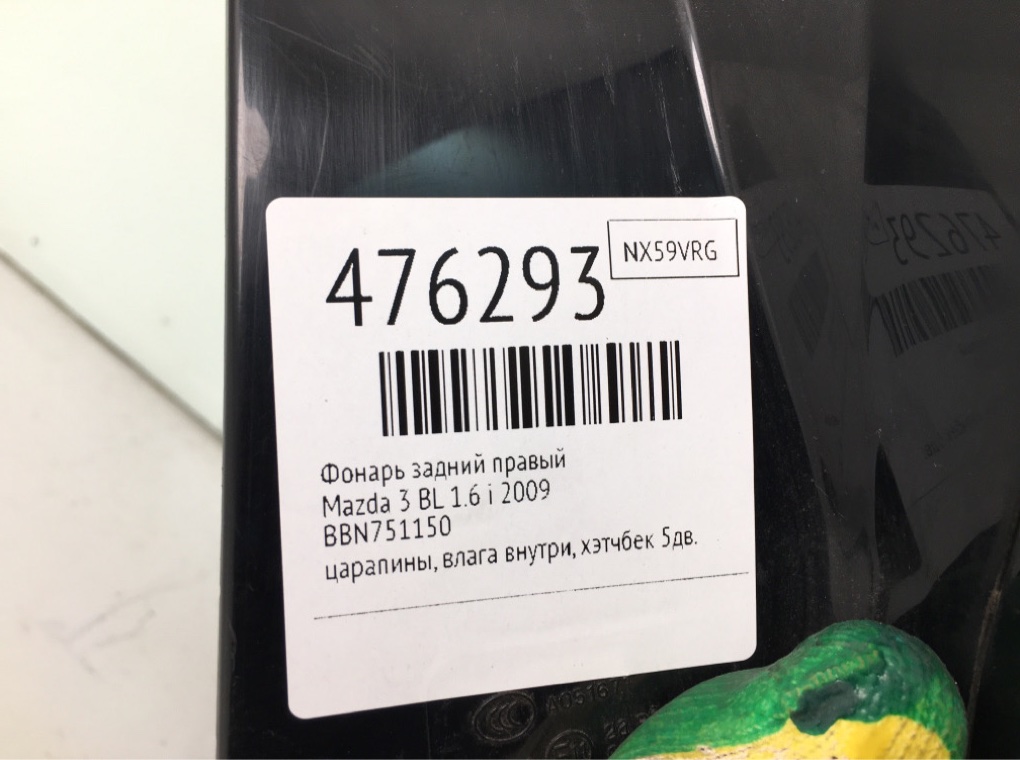 476293
NX59VRG
Фонарь задний правый
Mazda 3 BL 1.6 i 2009
BBN751150
царапины, влага внутри, хэтчбек 5дв.